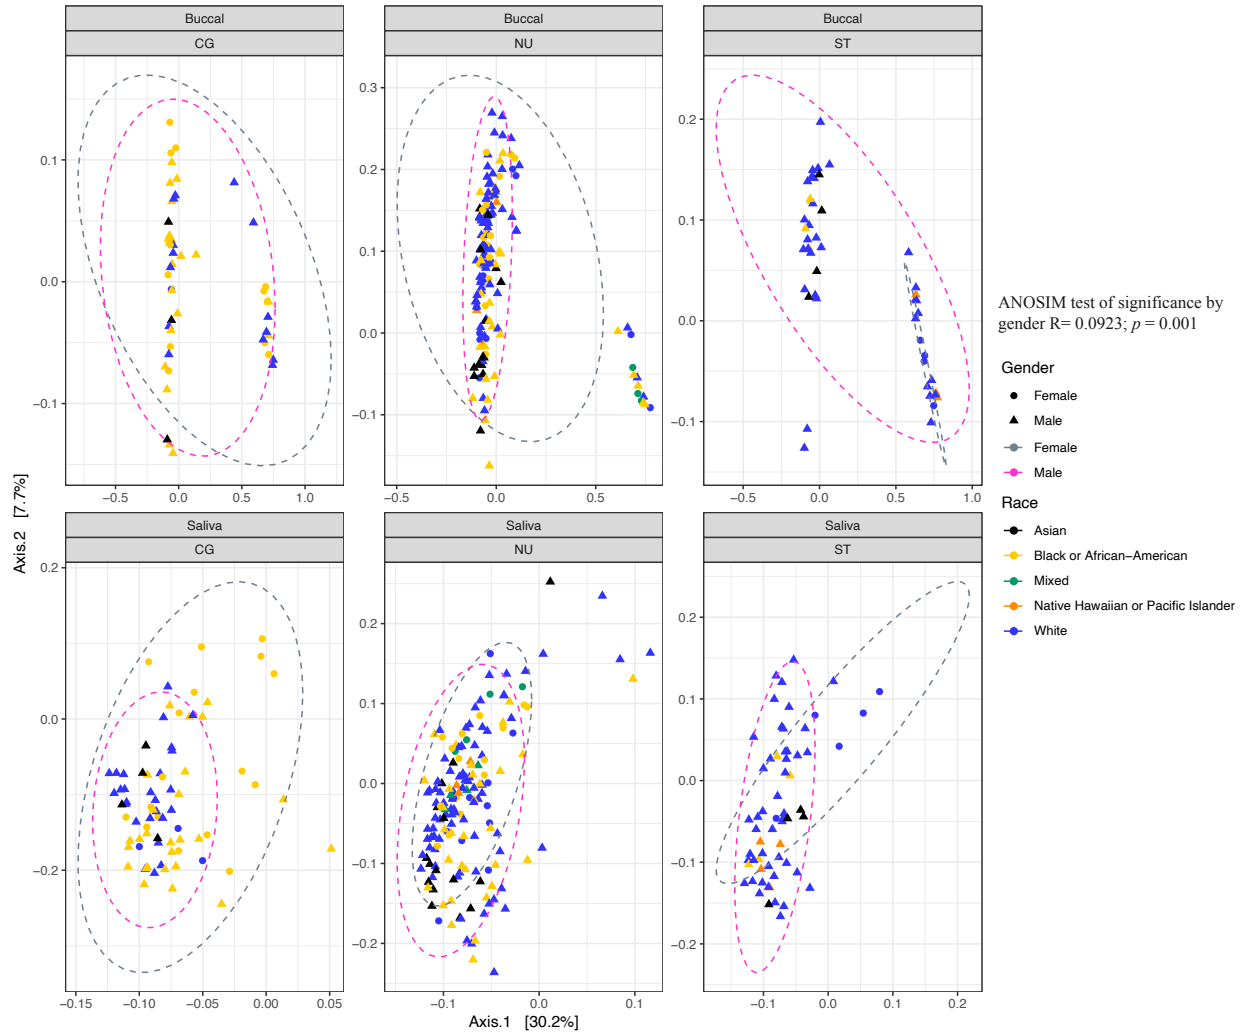 Buccal
Buccal
Buccal
CG
NU
ST
0.1
0.0
−0.1
0.3
0.2
0.1
0.0
−0.1
0.2
0.1
0.0
−0.1
−0.5
0.0
0.5
1.0
−0.5
0.0
0.5
−0.5
0.0
0.5
1.0
Saliva
Saliva
Saliva
CG
NU
ST
0.2
0.0
−0.2
0.2
0.1
0.0
−0.1
−0.2
0.2
0.1
0.0
−0.1
−0.2
−0.15
−0.10
−0.05
0.00
0.05
−0.1
0.0
0.1
−0.1
0.0
0.1
0.2
Axis.2 [7.7%]
Axis.1 [30.2%]
ANOSIM test of significance by
gender R= 0.0923; p = 0.001
Gender
Female
Male
Female
Male
Race
Asian
Black or African−American
Mixed
Native Hawaiian or Pacific Islander
White